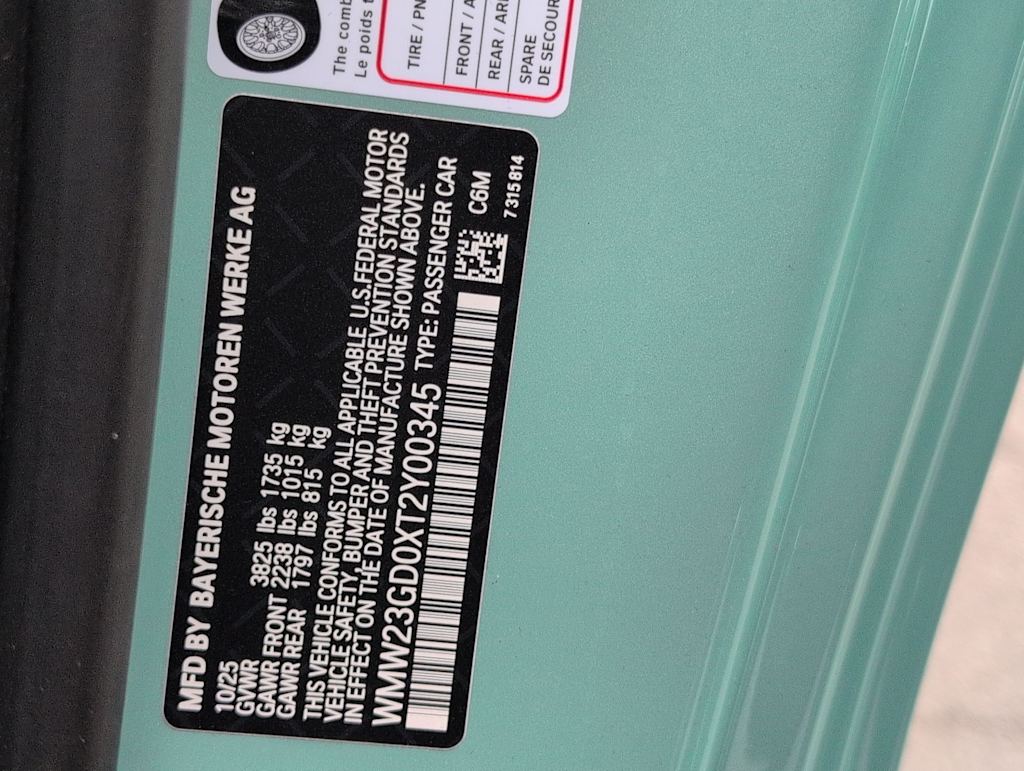 MFD BY BAYERISCHE MOTOREN WERKE AG
10/25
GVWR 3825 lbs 1735 kg
GAWR FRONT 2238 lbs 1015 kg
GAWR REAR 1797 lbs 815 kg
THIS VEHICLE CONFORMS TO ALL APPLICABLE U.S.FEDERAL MOTOR
VEHICLE SAFETY, BUMPER AND THEFT PREVENTION STANDARDS
IN EFFECT ON THE DATE OF MANUFACTURE SHOWN ABOVE.
WMW23GD0XT2Y00345 TYPE: PASSENGER CAR
C6M
7315814
The comb
Le poids
TIRE / PN
FRONT / A
REAR / AR
SPARE
DE SECOUR